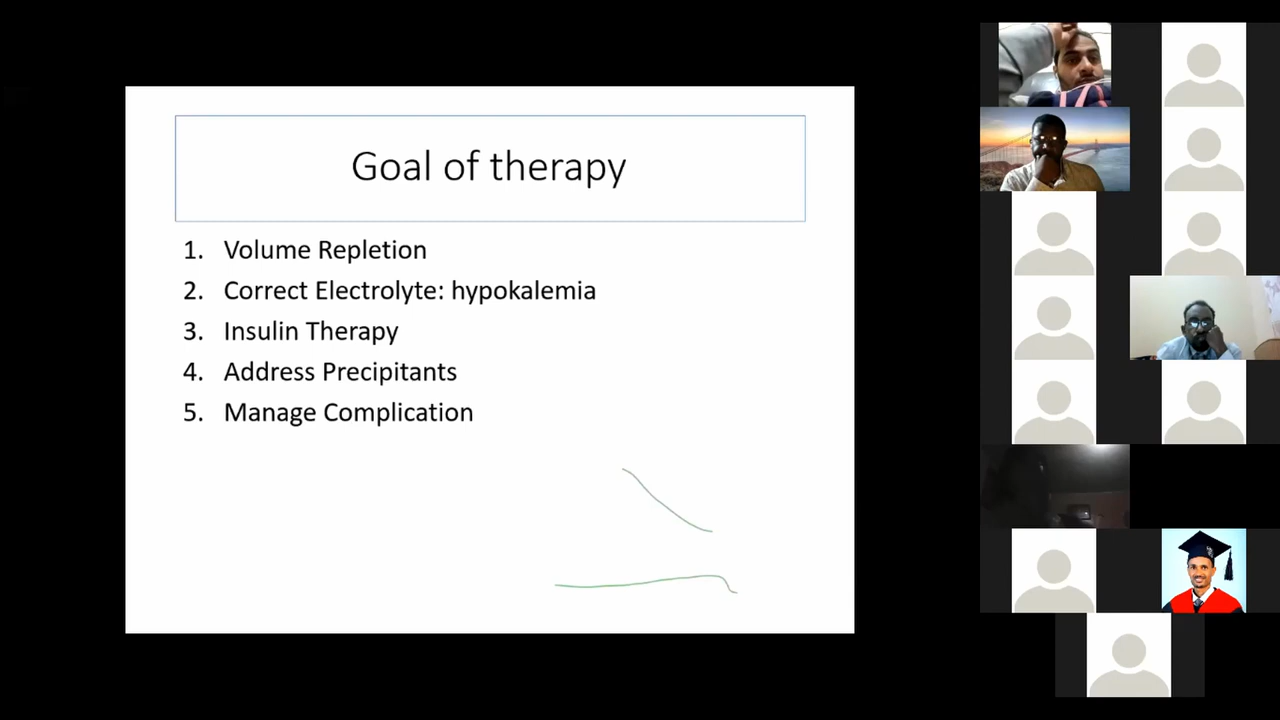 Goal of therapy
1. Volume Repletion
2. Correct Electrolyte: hypokalemia
3. Insulin Therapy
4. Address Precipitants
5. Manage Complication